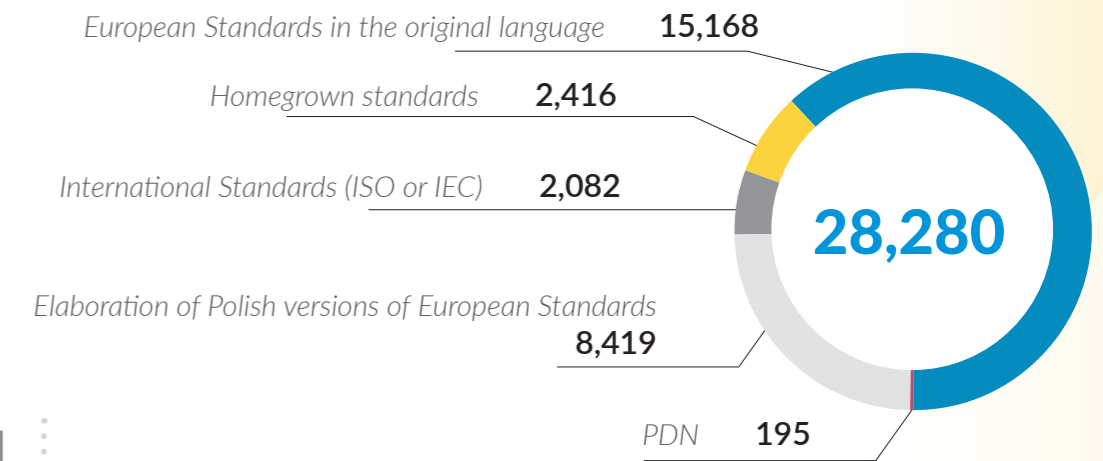 European Standards in the original language 15,168
Homegrown standards 2,416
International Standards (ISO or IEC) 2,082
28,280
Elaboration of Polish versions of European Standards
8,419
PDN 195